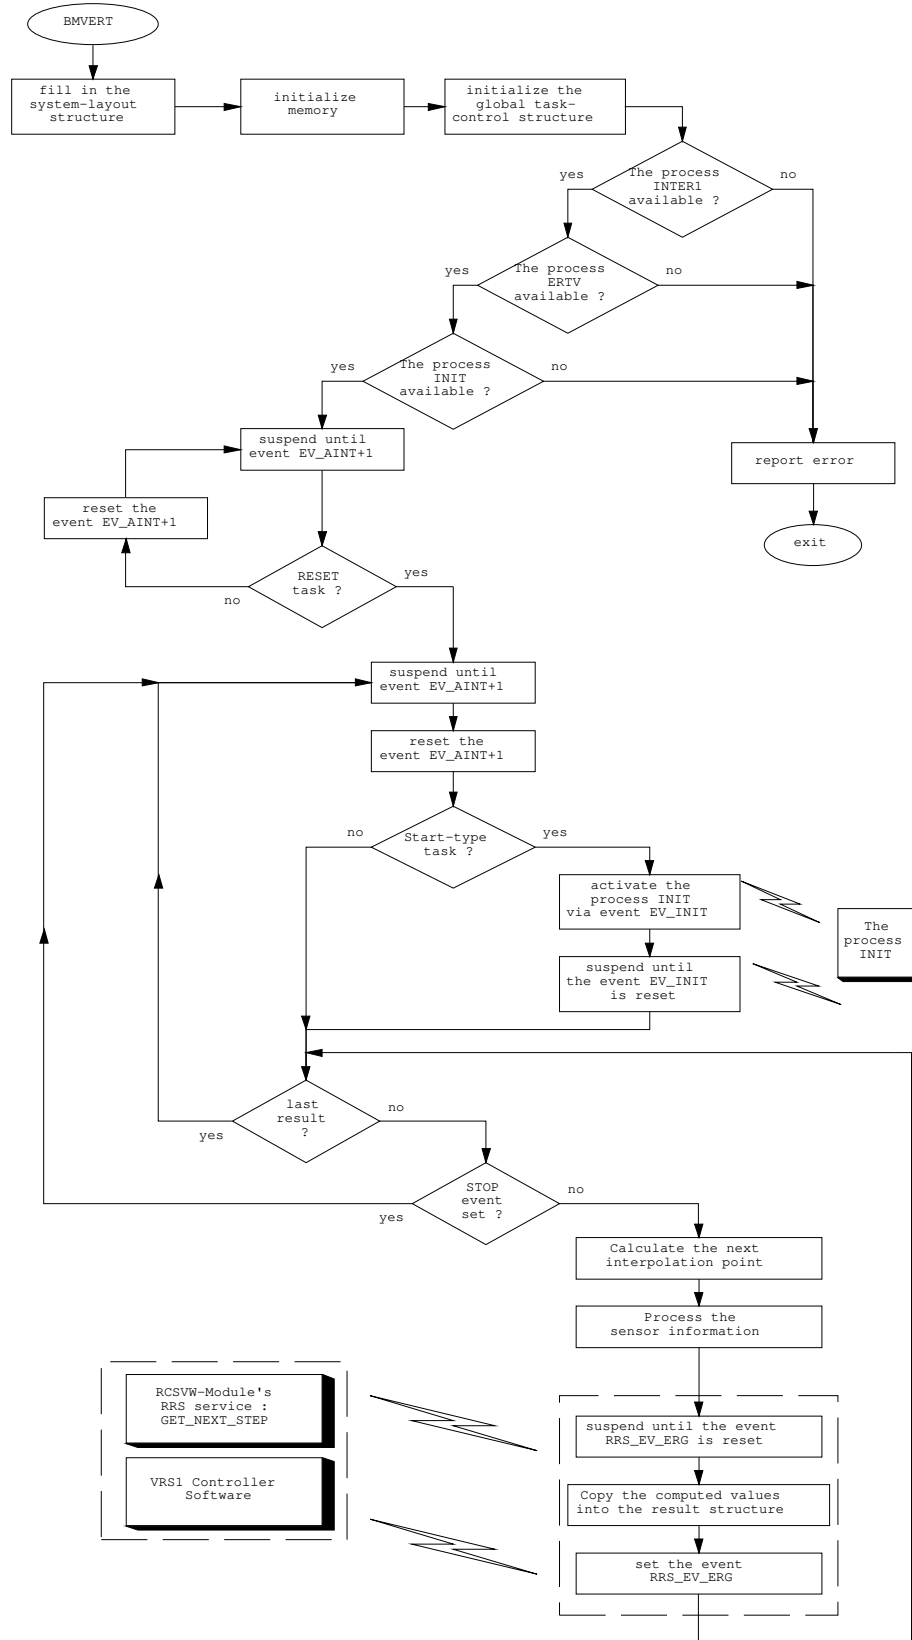 BMVERT
fill in the
system-layout
structure
initialize
memory
initialize the
global task-
control structure
The process
INTER1
available ?
yes
no
The process
ERTV
available ?
yes
no
The process
INIT
available ?
yes
no
suspend until
event EV_AINT+1
report error
reset the
event EV_AINT+1
exit
RESET
task ?
yes
no
suspend until
event EV_AINT+1
reset the
event EV_AINT+1
Start-type
task ?
no
yes
activate the
process INIT
via event EV_INIT
The
process
INIT
suspend until
the event EV_INIT
is reset
last
result
?
no
yes
STOP
event
set ?
no
yes
Calculate the next
interpolation point
Process the
sensor information
RCSVW-Module's
RRS service :
GET_NEXT_STEP
suspend until the event
RRS_EV_ERG is reset
VRS1 Controller
Software
Copy the computed values
into the result structure
set the event
RRS_EV_ERG